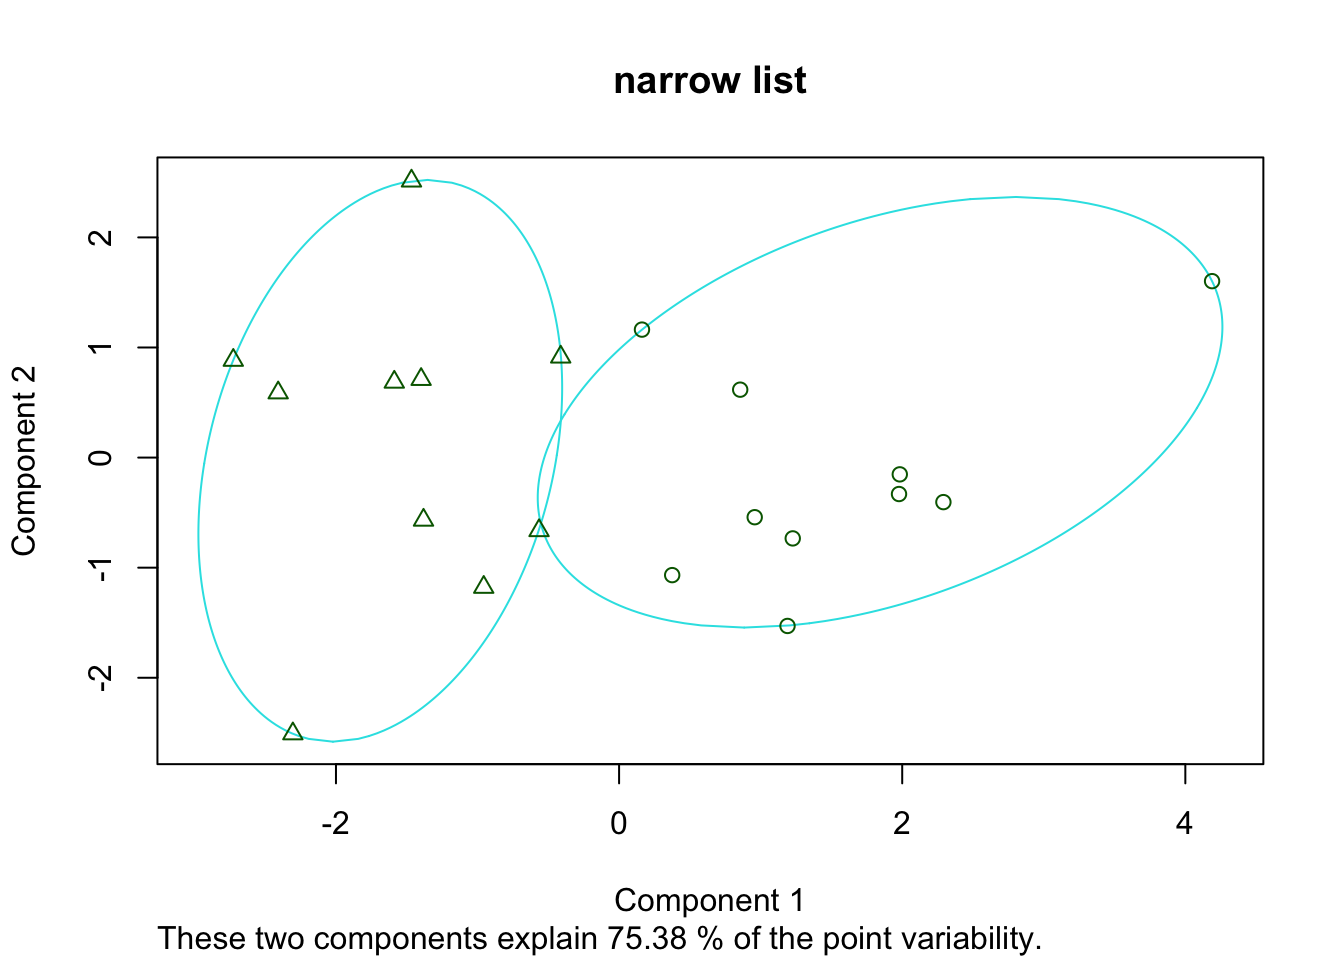 narrow list
Component 2
2
1
0
-1
-2
-2 0 2 4
Component 1
These two components explain 75.38 % of the point variability.